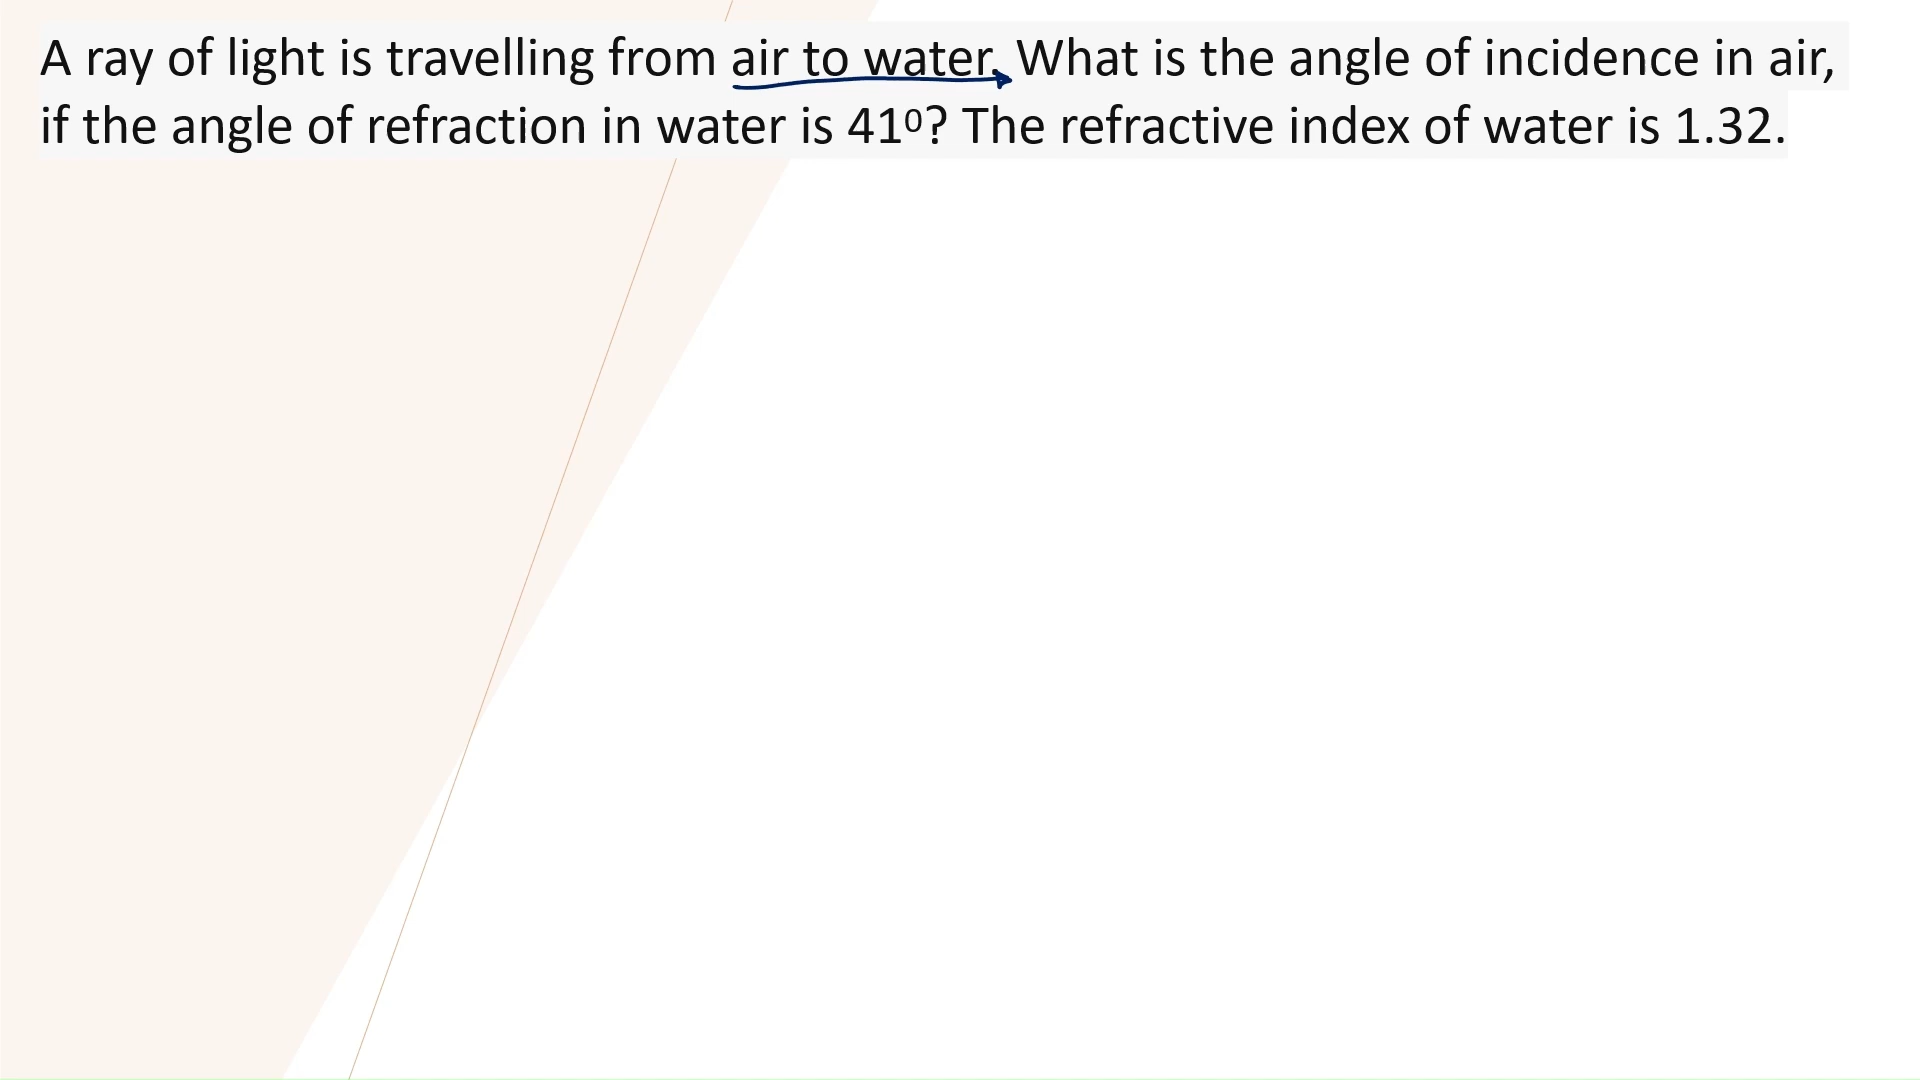 A ray of light is travelling from air to water. What is the angle of incidence in air,
if the angle of refraction in water is 41⁰? The refractive index of water is 1.32.